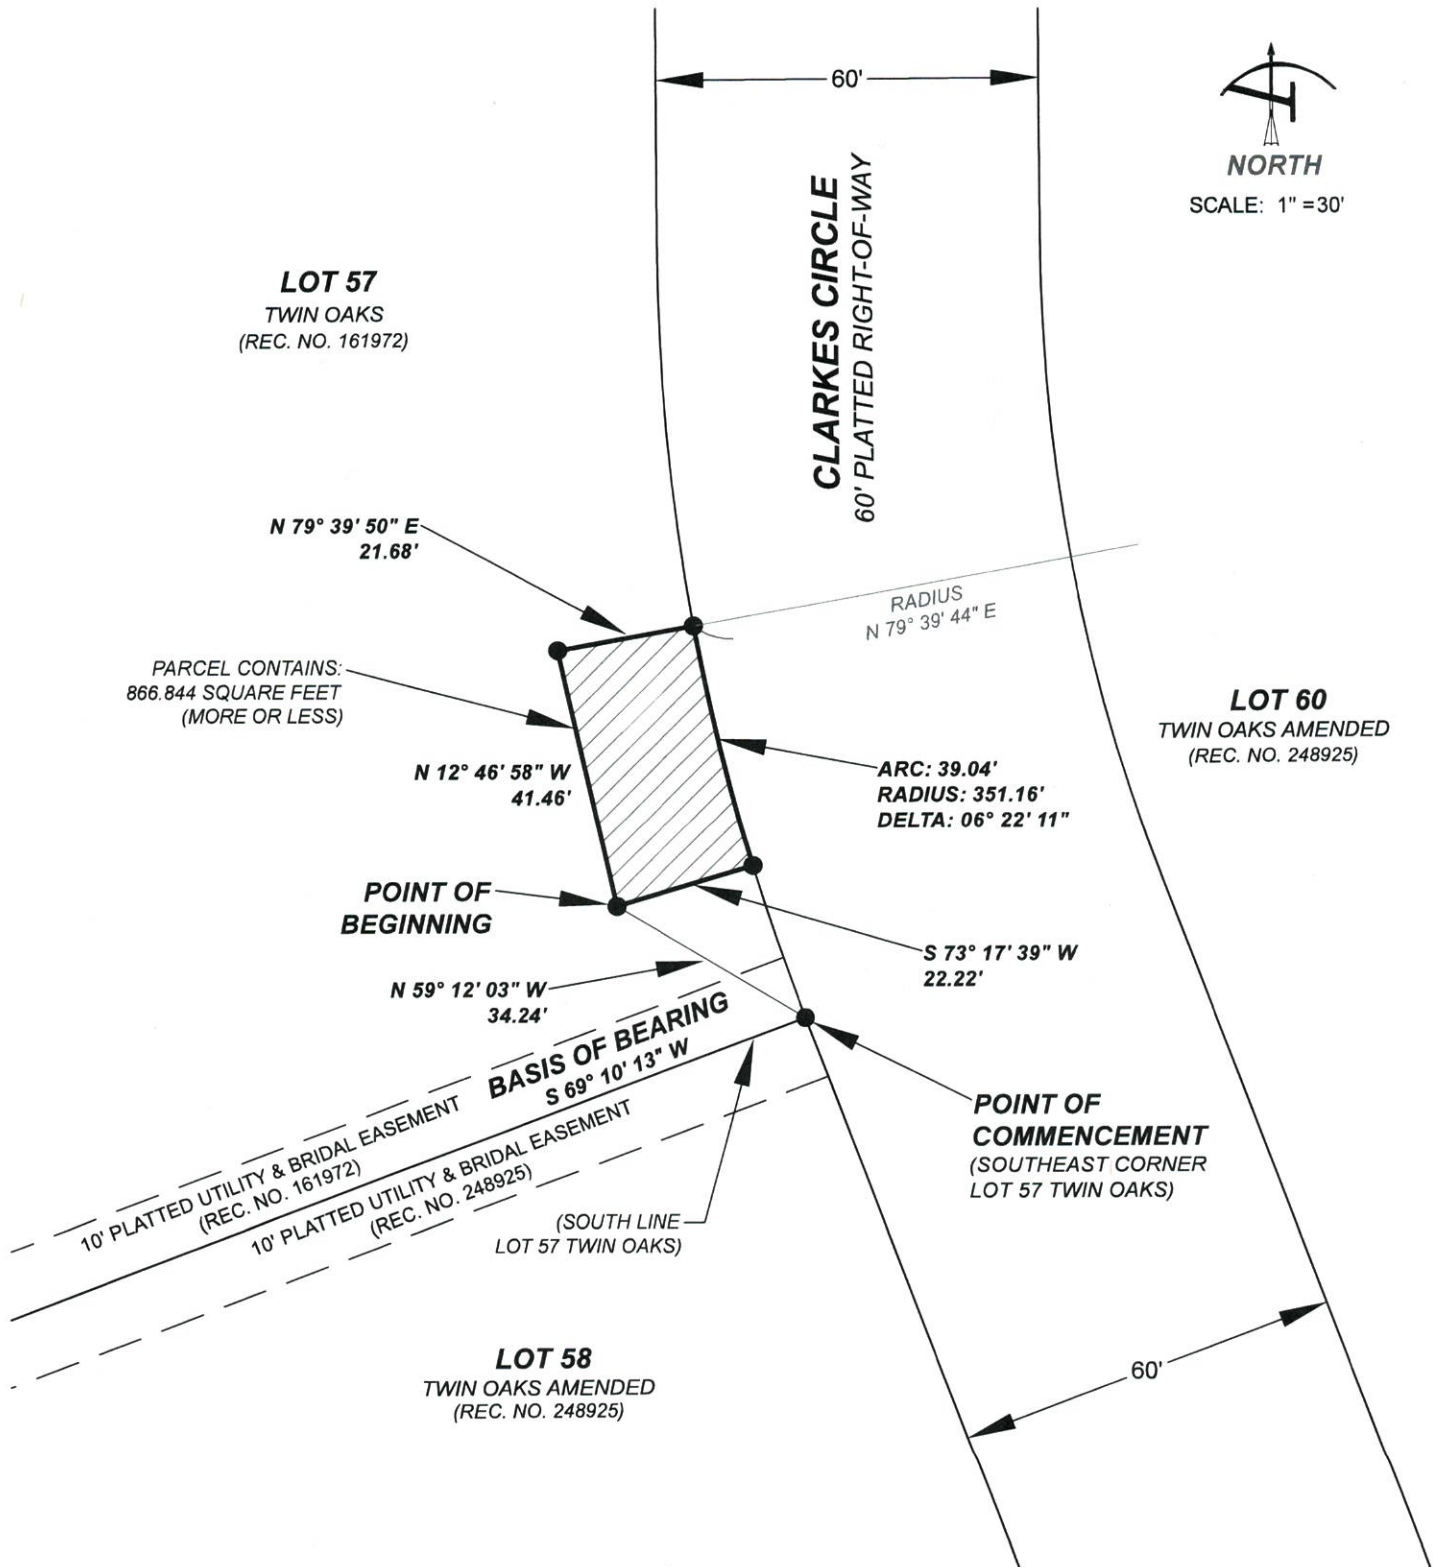 60'
NORTH
SCALE: 1" =30'
CLARKES CIRCLE
60' PLATTED RIGHT-OF-WAY
LOT 57
TWIN OAKS
(REC. NO. 161972)
N 79° 39' 50" E
21.68'
RADIUS
N 79° 39' 44" E
PARCEL CONTAINS:
866.844 SQUARE FEET
(MORE OR LESS)
LOT 60
TWIN OAKS AMENDED
(REC. NO. 248925)
N 12° 46' 58" W
41.46'
ARC: 39.04'
RADIUS: 351.16'
DELTA: 06° 22' 11"
POINT OF
BEGINNING
S 73° 17' 39" W
22.22'
N 59° 12' 03" W
34.24'
BASIS OF BEARING
S 69° 10' 13" W
10' PLATTED UTILITY & BRIDAL EASEMENT
(REC. NO. 161972)
10' PLATTED UTILITY & BRIDAL EASEMENT
(REC. NO. 248925)
POINT OF
COMMENCEMENT
(SOUTHEAST CORNER
LOT 57 TWIN OAKS)
(SOUTH LINE
LOT 57 TWIN OAKS)
LOT 58
TWIN OAKS AMENDED
(REC. NO. 248925)
60'